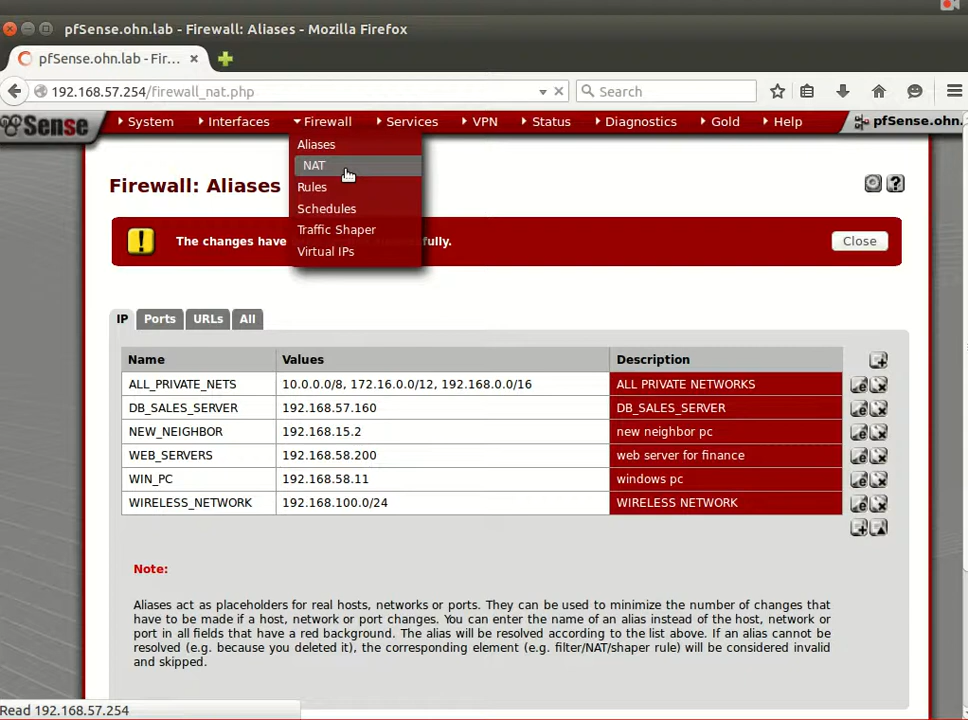 pfSense.ohn.lab - Firewall: Aliases - Mozilla Firefox
pfSense.ohn.lab - Fir...
192.168.57.254/firewall_nat.php
Search
Sense
System
Interfaces
Firewall
Services
VPN
Status
Diagnostics
Gold
Help
pfSense.ohn.
Aliases
NAT
Rules
Schedules
Traffic Shaper
Virtual IPs
Firewall: Aliases
The changes have
fully.
Close
IP
Ports
URLs
All
Name Values Description
ALL_PRIVATE_NETS 10.0.0.0/8, 172.16.0.0/12, 192.168.0.0/16 ALL PRIVATE NETWORKS
DB_SALES_SERVER 192.168.57.160 DB_SALES_SERVER
NEW_NEIGHBOR 192.168.15.2 new neighbor pc
WEB_SERVERS 192.168.58.200 web server for finance
WIN_PC 192.168.58.11 windows pc
WIRELESS_NETWORK 192.168.100.0/24 WIRELESS NETWORK
Note:
Aliases act as placeholders for real hosts, networks or ports. They can be used to minimize the number of changes that
have to be made if a host, network or port changes. You can enter the name of an alias instead of the host, network or
port in all fields that have a red background. The alias will be resolved according to the list above. If an alias cannot be
resolved (e.g. because you deleted it), the corresponding element (e.g. filter/NAT/shaper rule) will be considered invalid
and skipped.
Read 192.168.57.254